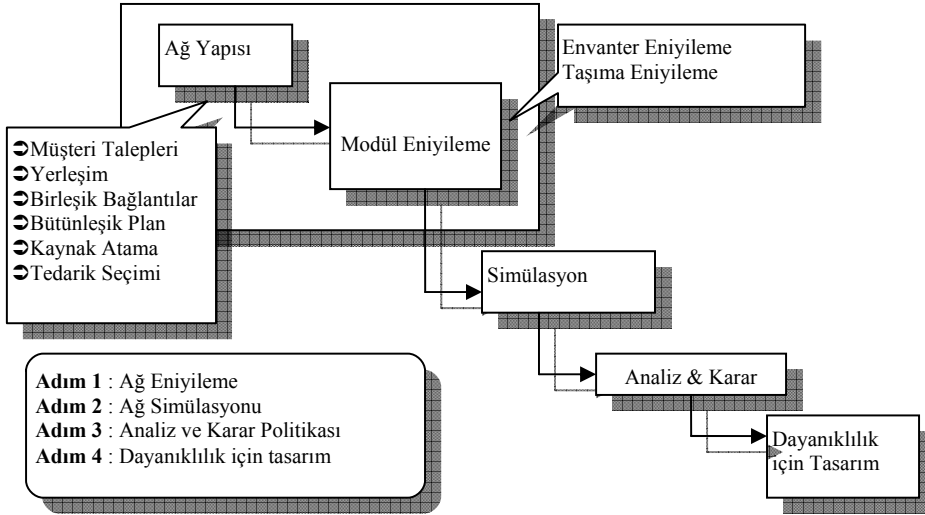 Ağ Yapısı
Envanter Eniyileme
Taşıma Eniyileme
Modül Eniyileme
➲Müşteri Talepleri
➲Yerleşim
➲Birleşik Bağlantılar
➲Bütünleşik Plan
➲Kaynak Atama
➲Tedarik Seçimi
Simülasyon
Analiz & Karar
Dayanıklılık
için Tasarım
Adım 1 : Ağ Eniyileme
Adım 2 : Ağ Simülasyonu
Adım 3 : Analiz ve Karar Politikası
Adım 4 : Dayanıklılık için tasarım